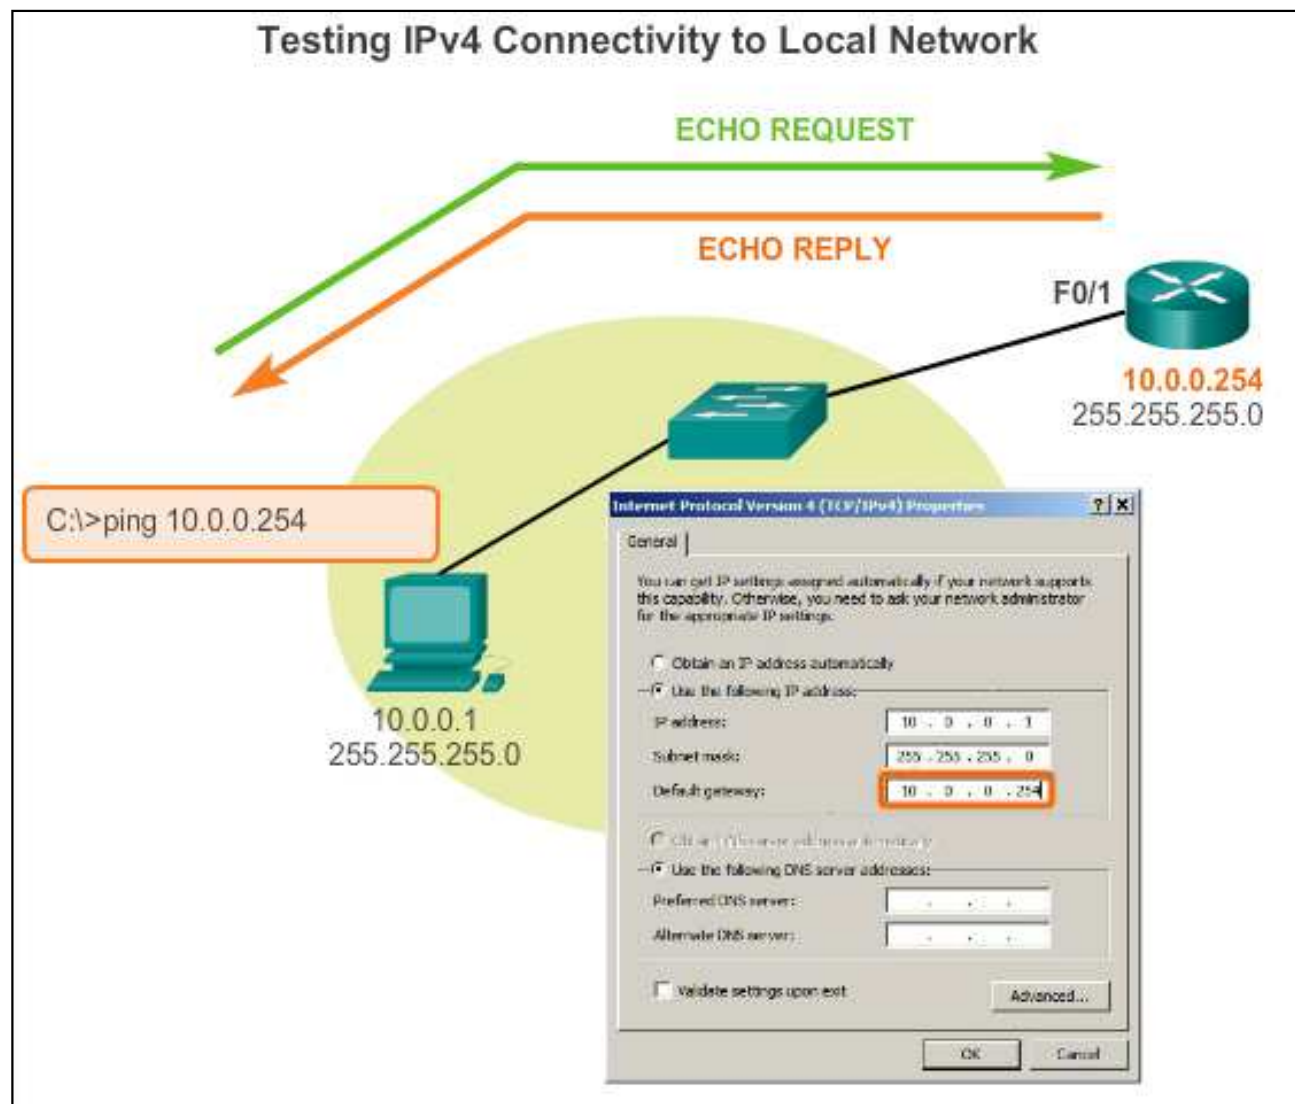 Testing IPv4 Connectivity to Local Network
ECHO REQUEST
ECHO REPLY
F0/1
10.0.0.254
255.255.255.0
C:\>ping 10.0.0.254
10.0.0.1
255.255.255.0
Internet Protocol Version 4 (TCP/IPv4) Properties
General
You can get IP settings assigned automatically if your network supports
this capability. Otherwise, you need to ask your network administrator
for the appropriate IP settings.
Obtain an IP address automatically
Use the following IP address:
IP address: 10 . 0 . 0 . 1
Subnet mask: 255 . 255 . 255 . 0
Default gateway: 10 . 0 . 0 . 254
Obtain DNS server address automatically
Use the following DNS server addresses:
Preferred DNS server: . . .
Alternate DNS server: . . .
Validate settings upon exit
Advanced...
OK
Cancel